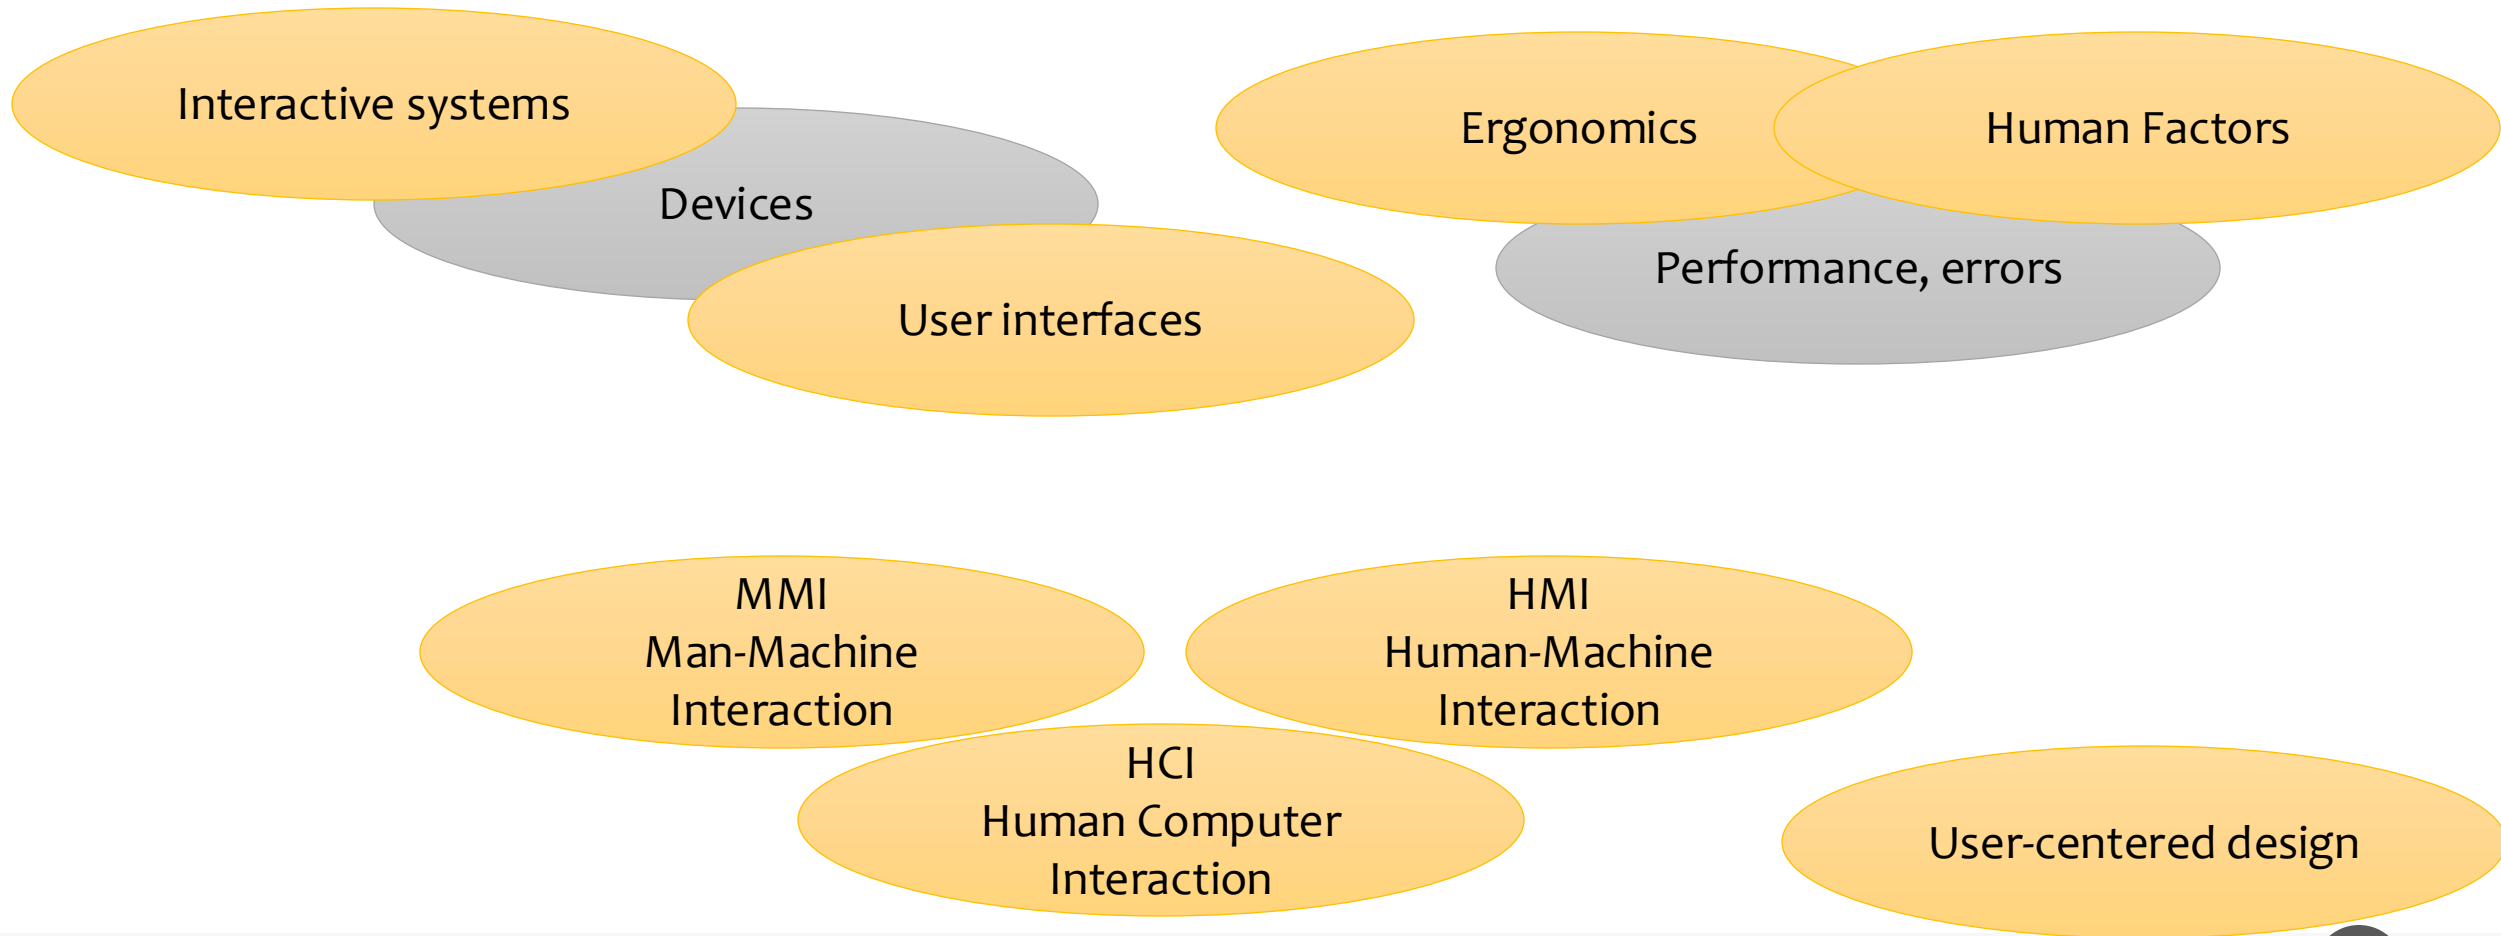 Interactive systems
Devices
User interfaces
Ergonomics
Human Factors
Performance, errors
MMI
Man-Machine
Interaction
HMI
Human-Machine
Interaction
HCI
Human Computer
Interaction
User-centered design